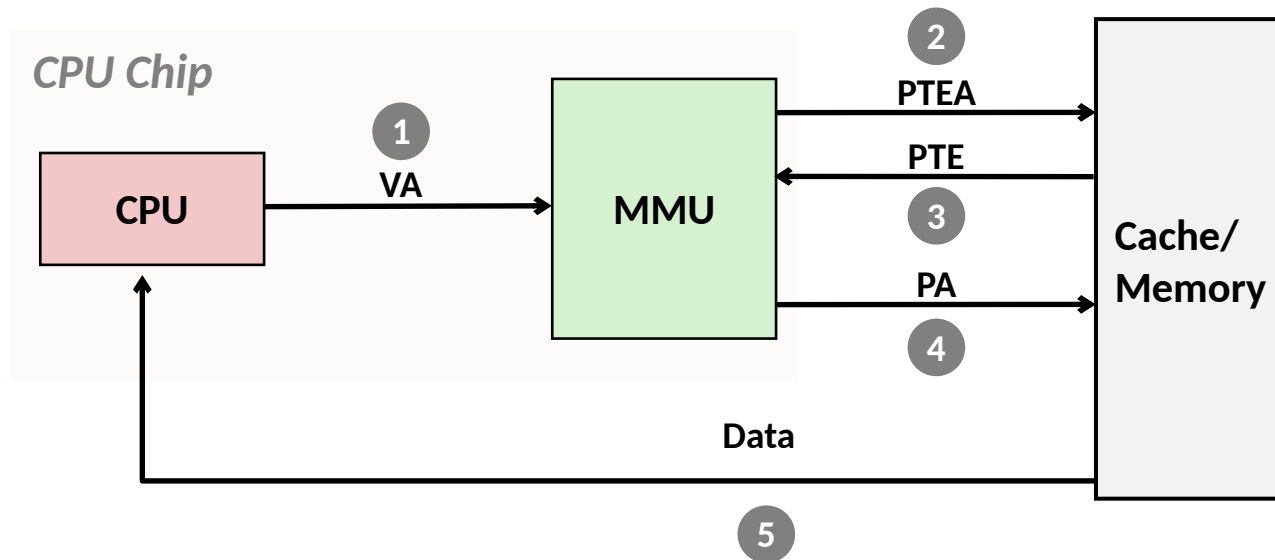 2
CPU Chip
PTEA
1
PTE
VA
CPU
MMU
3
Cache/
Memory
PA
4
Data
5